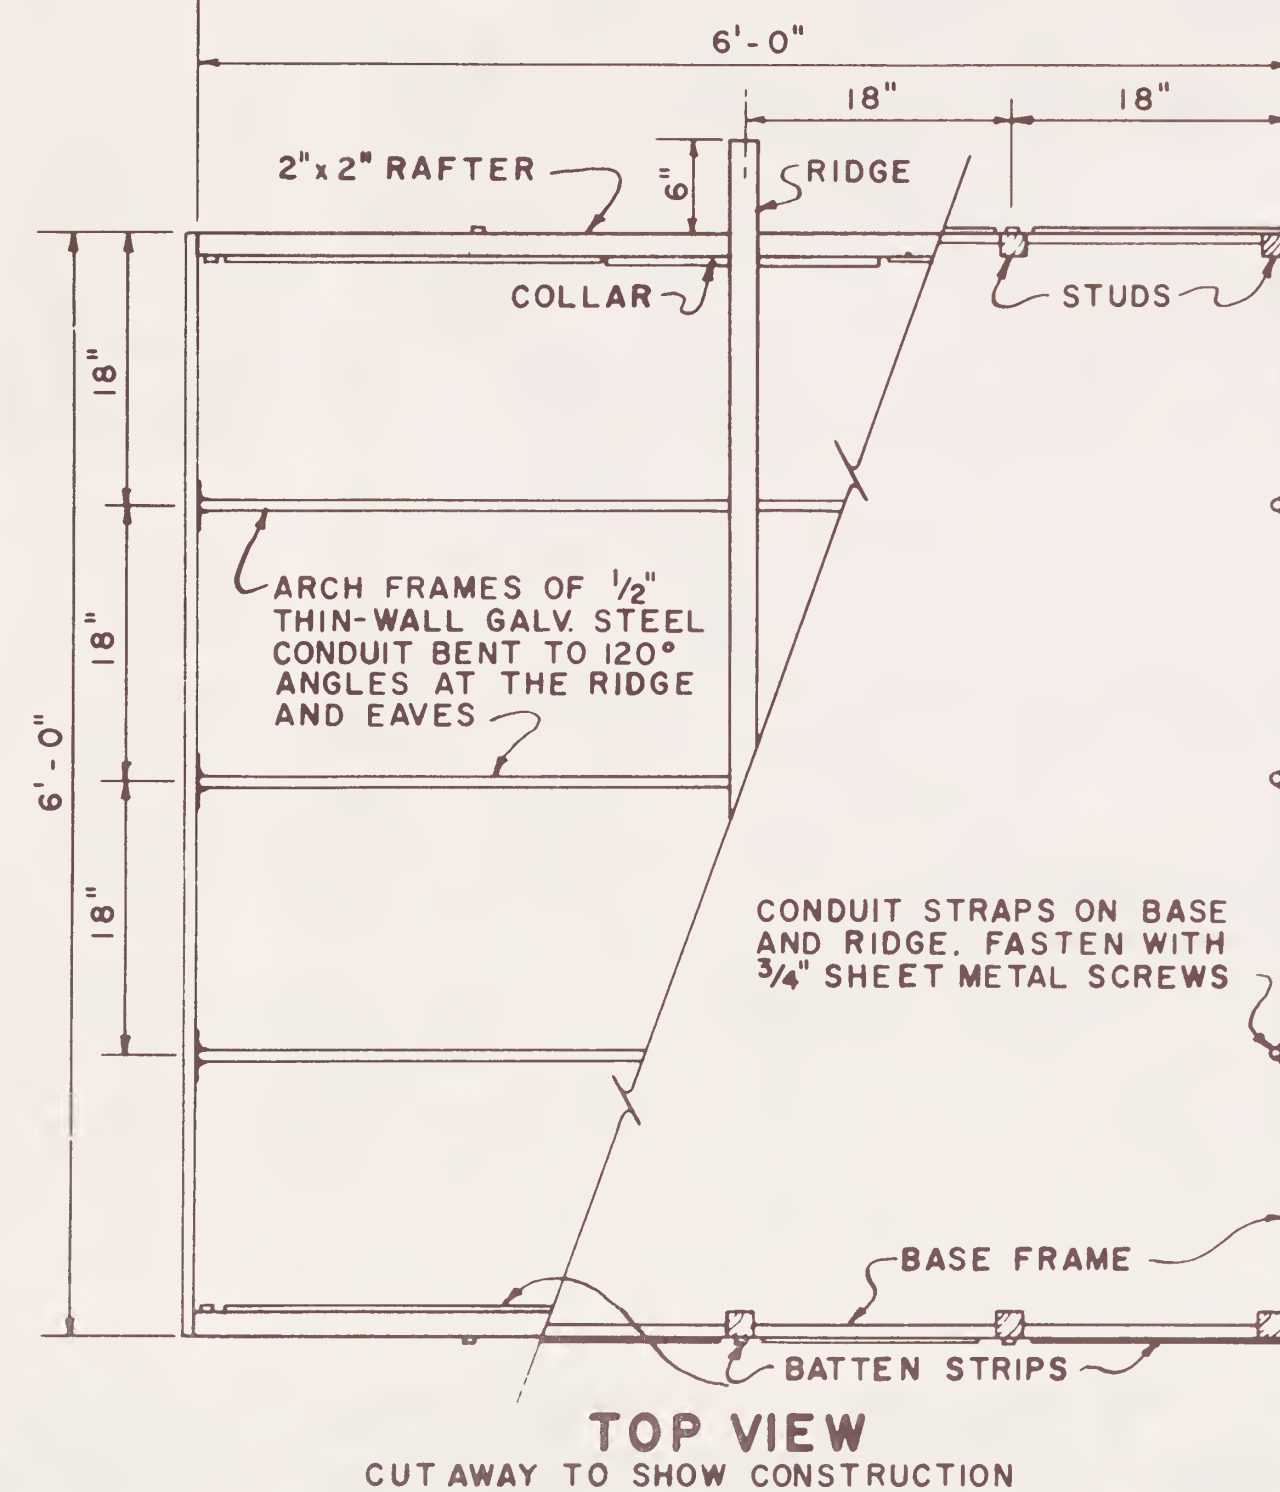 6'-0"
18" 18"
2"x2" RAFTER
6"
RIDGE
COLLAR
STUDS
18"
ARCH FRAMES OF 1/2"
THIN-WALL GALV. STEEL
CONDUIT BENT TO 120°
ANGLES AT THE RIDGE
AND EAVES
18"
6'-0"
18"
CONDUIT STRAPS ON BASE
AND RIDGE. FASTEN WITH
3/4" SHEET METAL SCREWS
BASE FRAME
BATTEN STRIPS
TOP VIEW
CUT AWAY TO SHOW CONSTRUCTION